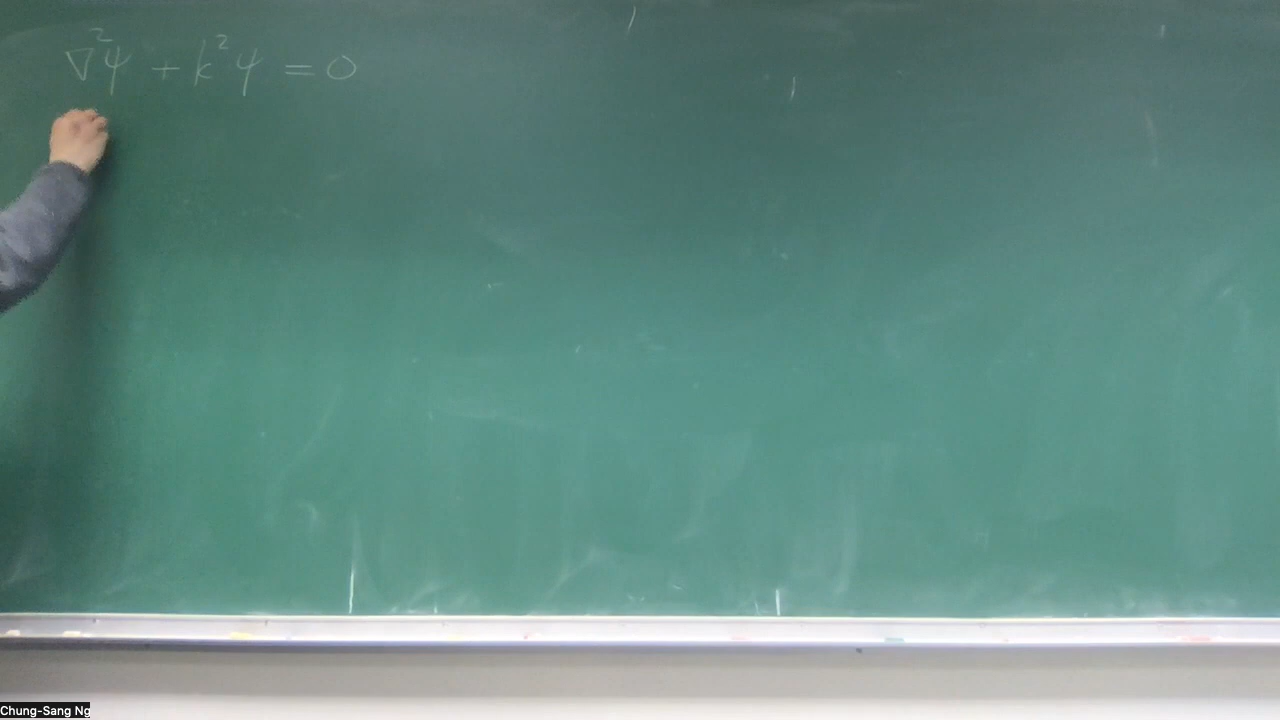 ∇²ψ + k²ψ = 0
Chung-Sang Ng